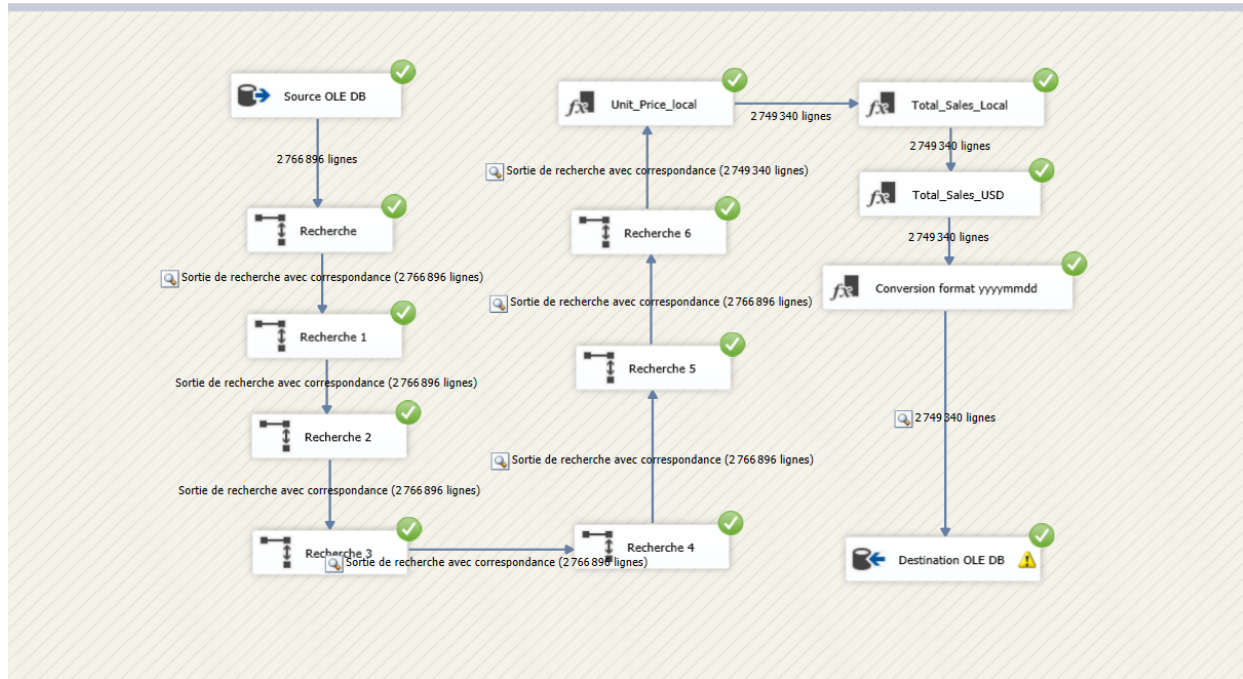 Source OLE DB
2 766 896 lignes
Recherche
Sortie de recherche avec correspondance (2 766 896 lignes)
Recherche 1
Sortie de recherche avec correspondance (2 766 896 lignes)
Recherche 2
Sortie de recherche avec correspondance (2 766 896 lignes)
Recherche 3
Sortie de recherche avec correspondance (2 766 896 lignes)
Recherche 4
Sortie de recherche avec correspondance (2 766 896 lignes)
Recherche 5
Sortie de recherche avec correspondance (2 766 896 lignes)
Recherche 6
Sortie de recherche avec correspondance (2 749 340 lignes)
Unit_Price_local
2 749 340 lignes
Total_Sales_Local
2 749 340 lignes
Total_Sales_USD
2 749 340 lignes
Conversion format yyyymmdd
2 749 340 lignes
Destination OLE DB